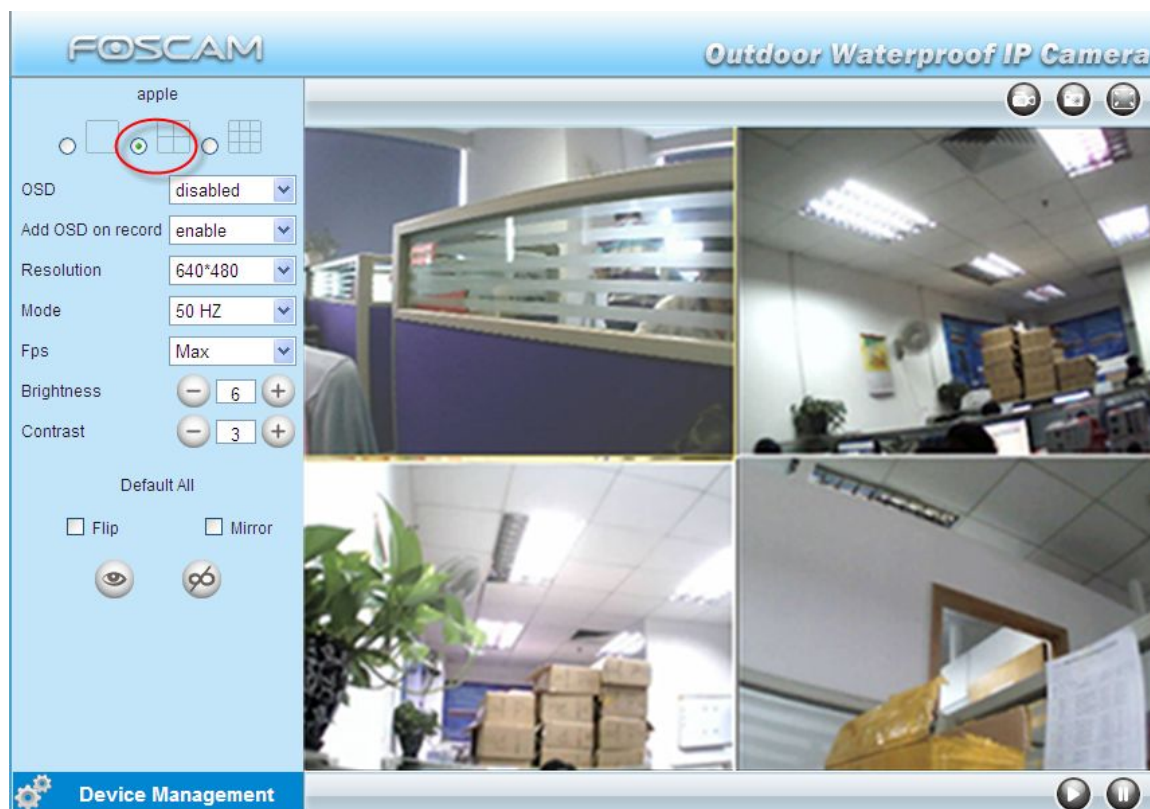 FOSCAM
Outdoor Waterproof IP Camera
apple
OSD disabled
Add OSD on record enable
Resolution 640*480
Mode 50 HZ
Fps Max
Brightness 6
Contrast 3
Default All
Flip Mirror
Device Management